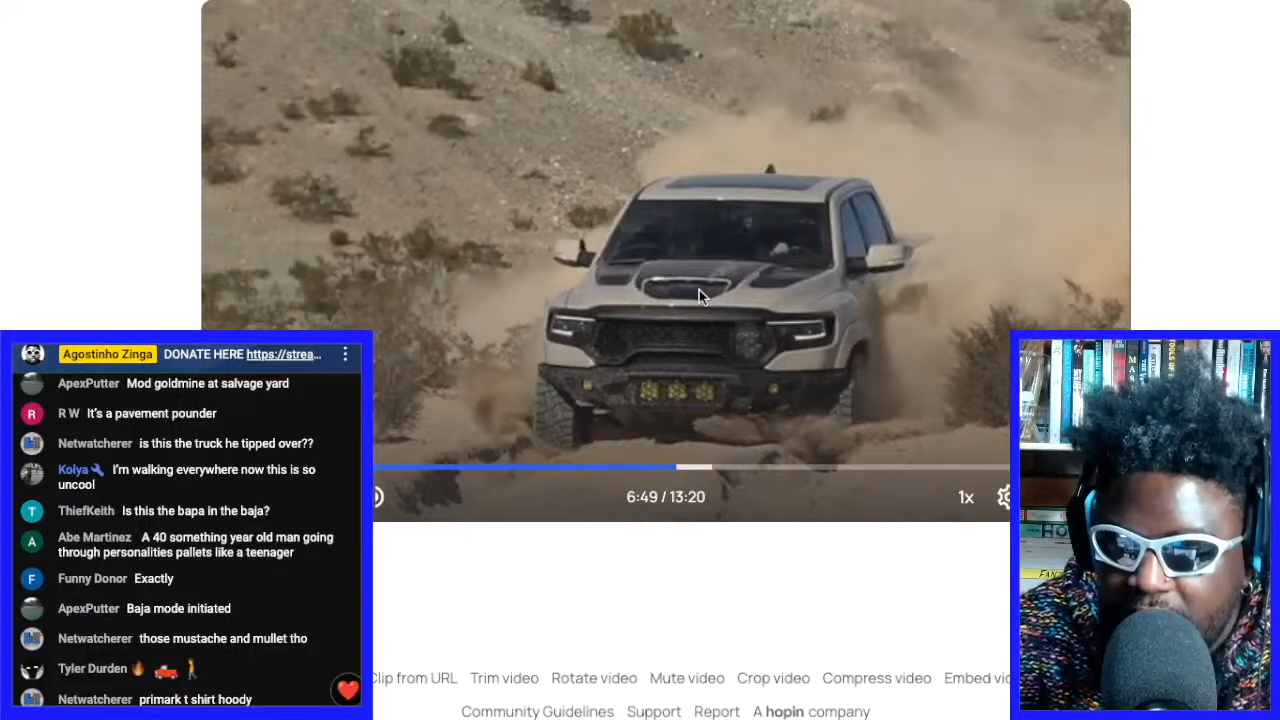 Agostinho Zinga DONATE HERE https://strea...
ApexPutter Mod goldmine at salvage yard
R R W It's a pavement pounder
Netwatcherer is this the truck he tipped over??
Kolya I'm walking everywhere now this is so
uncool
T ThiefKeith Is this the bapa in the baja?
A Abe Martinez A 40 something year old man going
through personalities pallets like a teenager
F Funny Donor Exactly
ApexPutter Baja mode initiated
Netwatcherer those mustache and mullet tho
Tyler Durden
Netwatcherer primark t shirt hoody
6:49 / 13:20
1x
Clip from URL Trim video Rotate video Mute video Crop video Compress video Embed vi
Community Guidelines Support Report A hopin company